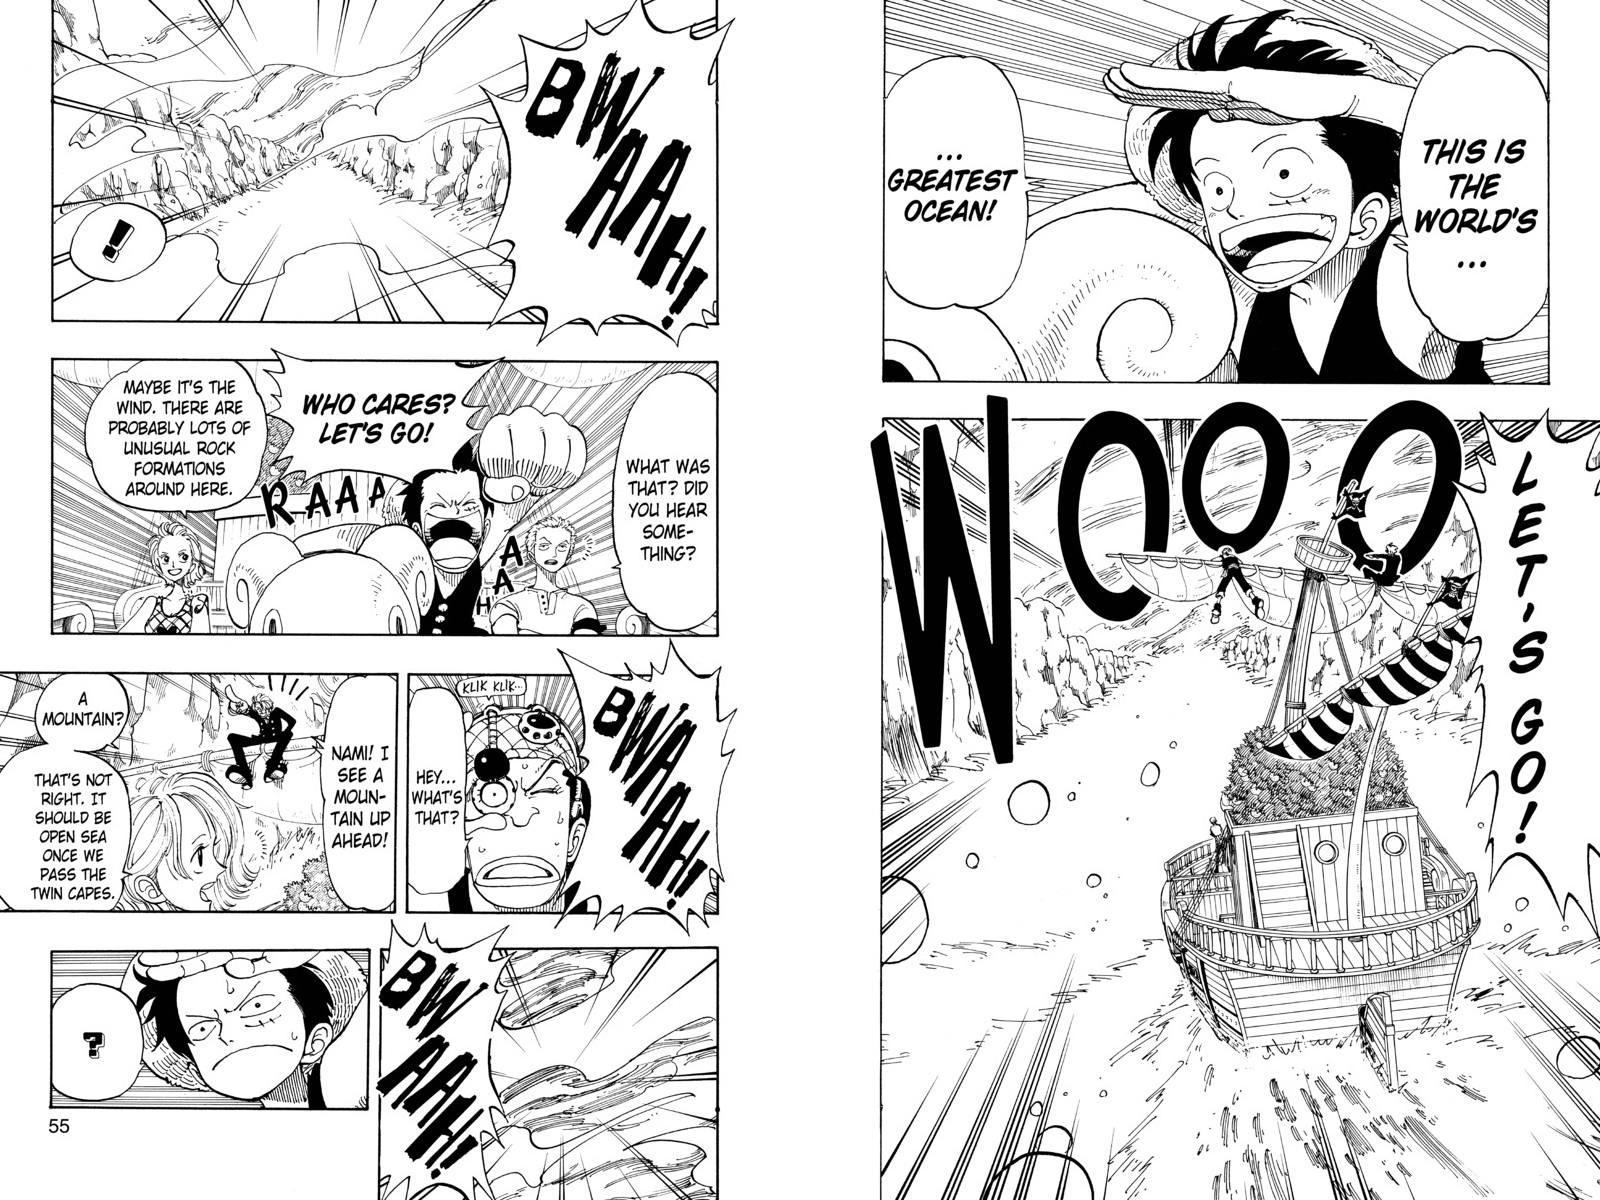 THIS IS
THE
WORLD'S
...
...
GREATEST
OCEAN!
LET'S GO!
WOOO
BWAAAH!
!
WHAT WAS
THAT? DID
YOU HEAR
SOME-
THING?
WHO CARES?
LET'S GO!
RAAA
AAH
MAYBE IT'S THE
WIND. THERE ARE
PROBABLY LOTS OF
UNUSUAL ROCK
FORMATIONS
AROUND HERE.
BWAAAH!
KLIK KLIK...
HEY...
WHAT'S
THAT?
NAMI! I
SEE A
MOUN-
TAIN UP
AHEAD!
A
MOUNTAIN?
THAT'S NOT
RIGHT. IT
SHOULD BE
OPEN SEA
ONCE WE
PASS THE
TWIN CAPES.
BWAAAH!
?
55